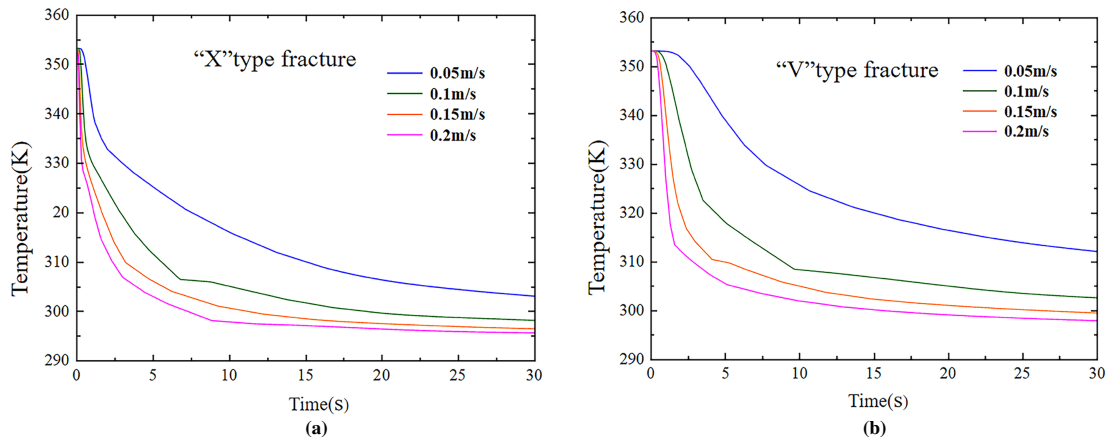 “X”type fracture
0.05m/s
0.1m/s
0.15m/s
0.2m/s
Temperature(K)
360
350
340
330
20
310
300
290
0
5
10
15
20
25
30
Time(s)
(a)
“V”type fracture
0.05m/s
0.1m/s
0.15m/s
0.2m/s
Temperature(K)
360
350
340
330
320
310
300
290
0
5
10
15
20
25
30
Time(s)
(b)